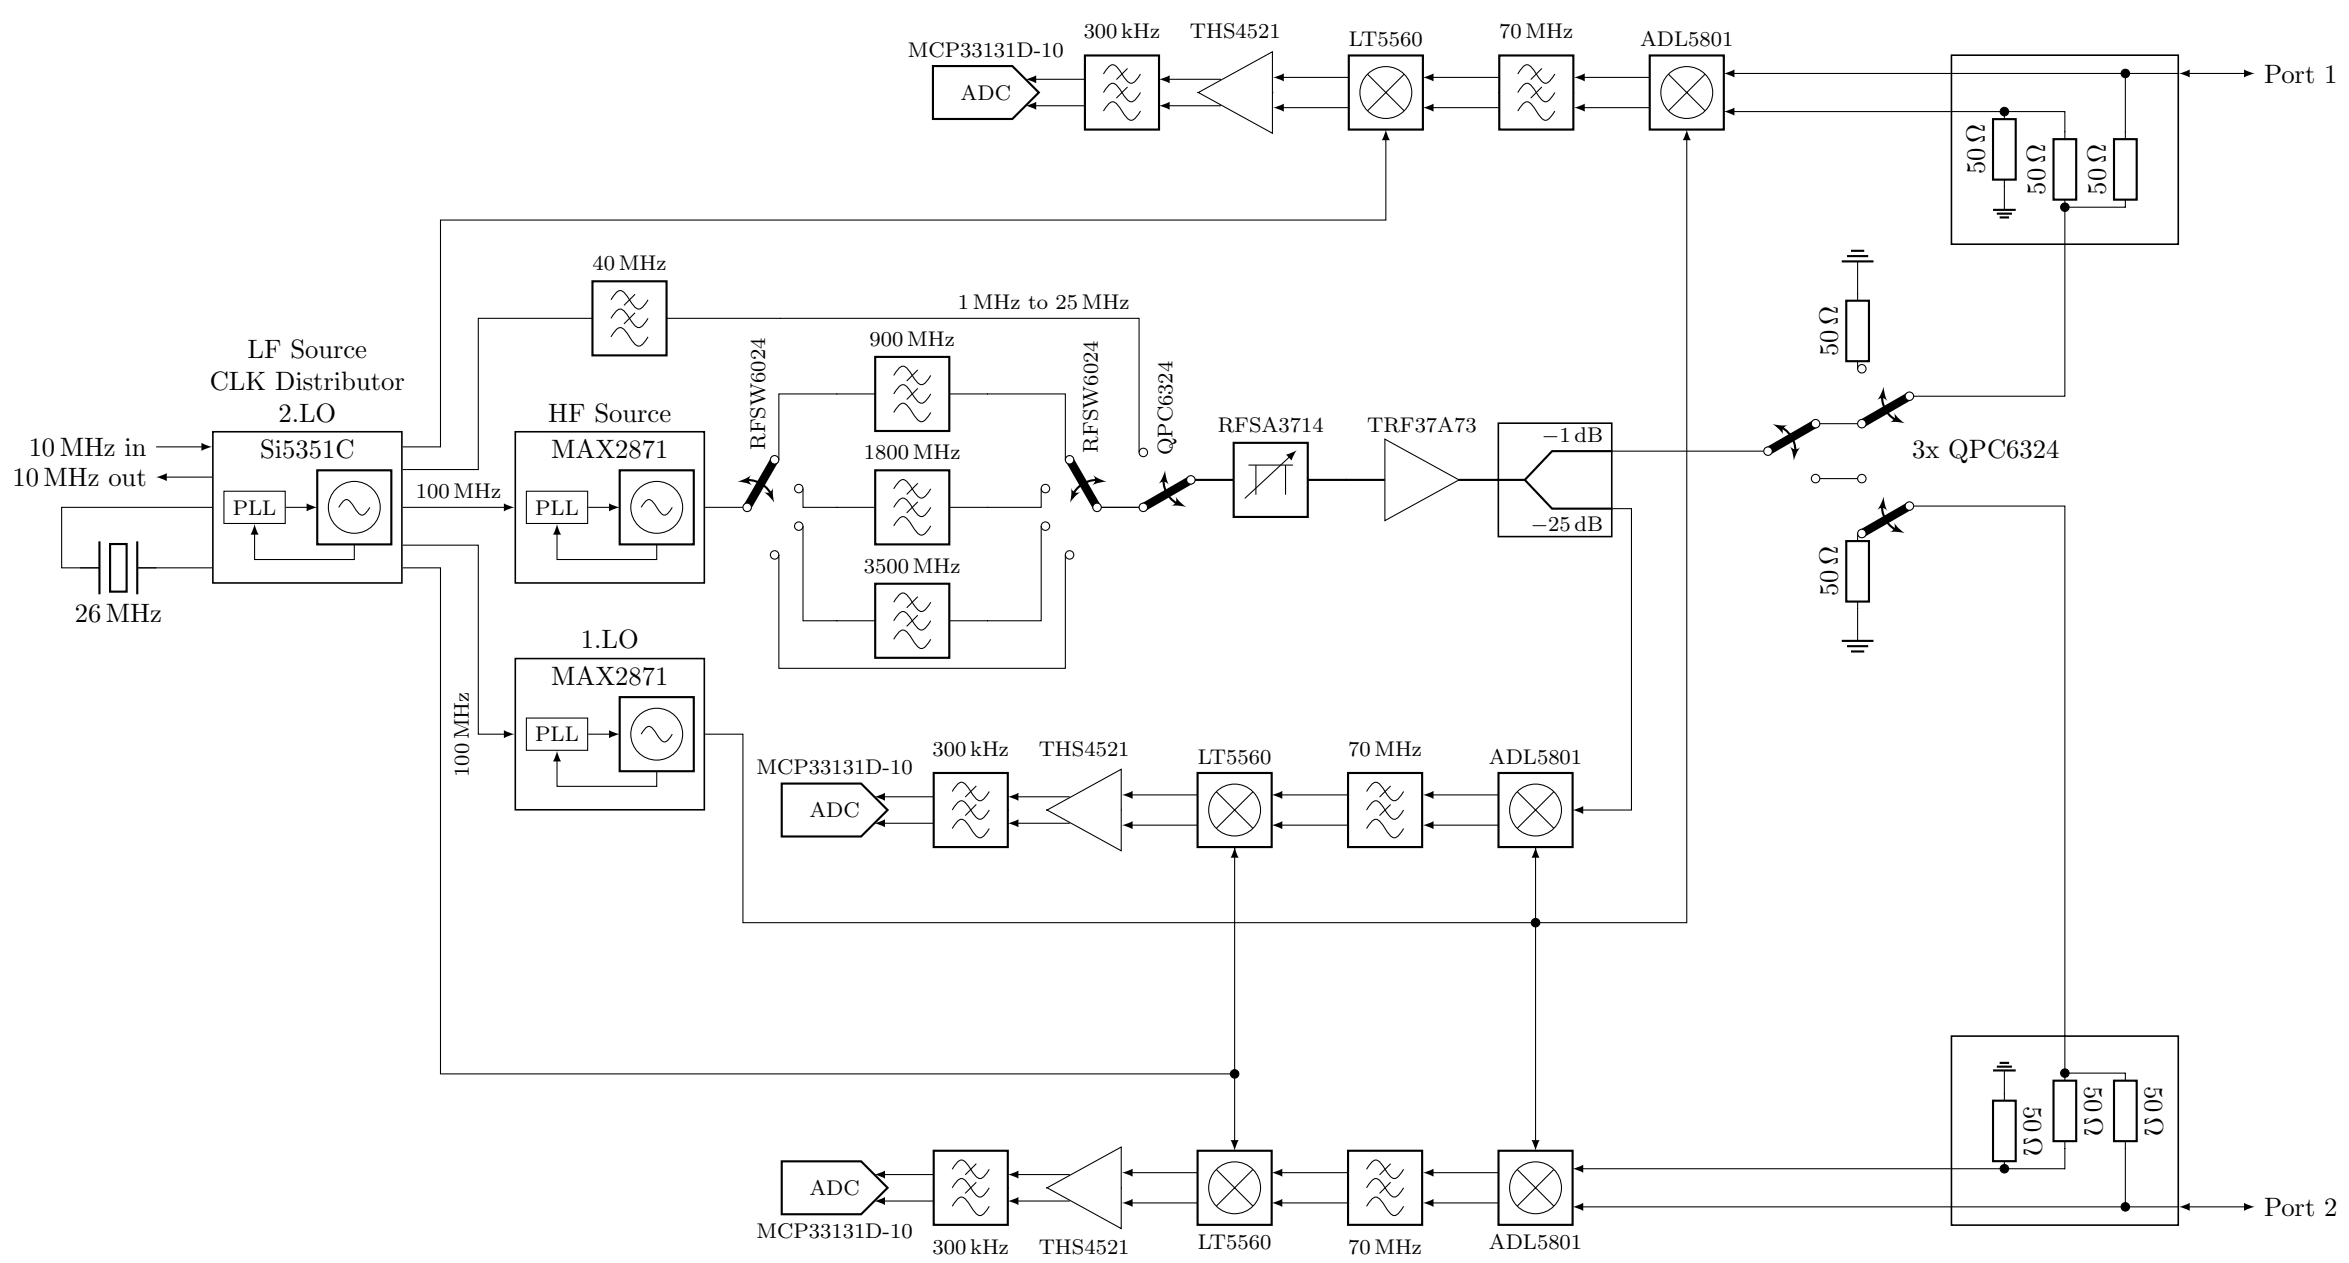 MCP33131D-10
300 kHz
THS4521
LT5560
70 MHz
ADL5801
ADC
Port 1
50 Ω
50 Ω
50 Ω
40 MHz
1 MHz to 25 MHz
LF Source
CLK Distributor
2.LO
Si5351C
PLL
10 MHz in
10 MHz out
26 MHz
100 MHz
HF Source
MAX2871
PLL
RFSW6024
900 MHz
1800 MHz
3500 MHz
RFSW6024
QPC6324
RFSA3714
TRF37A73
−1 dB
−25 dB
50 Ω
3x QPC6324
50 Ω
1.LO
MAX2871
PLL
100 MHz
MCP33131D-10
300 kHz
THS4521
LT5560
70 MHz
ADL5801
ADC
50 Ω
50 Ω
50 Ω
Port 2
ADC
MCP33131D-10
300 kHz
THS4521
LT5560
70 MHz
ADL5801